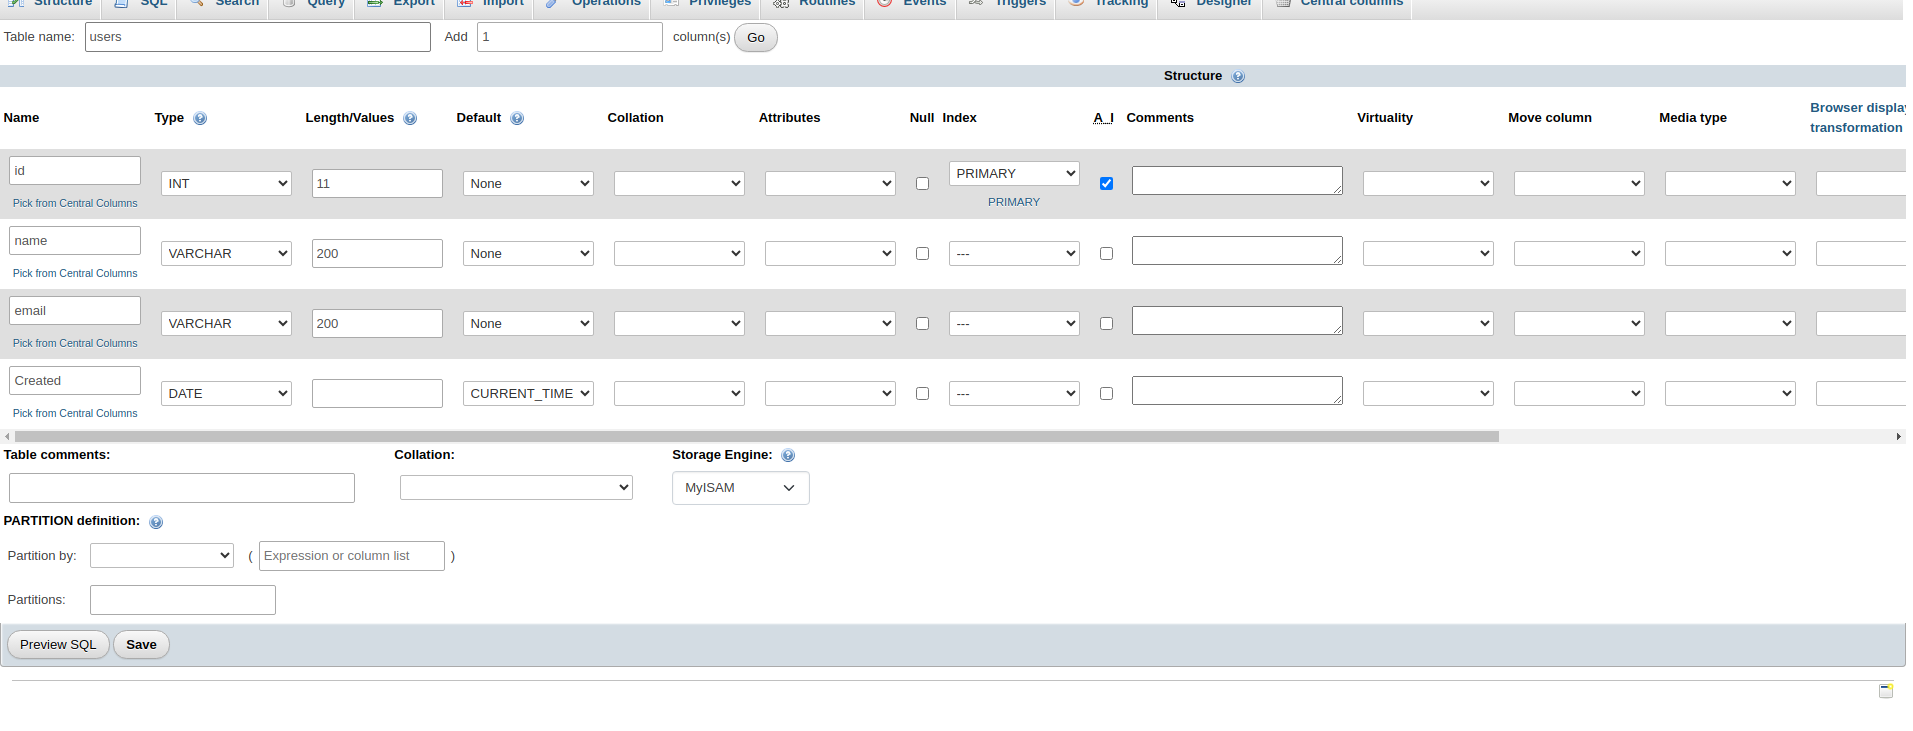 Structure SQL Search Query Export Import Operations Privileges Routines Events Triggers Tracking Designer Central columns
Table name: users Add 1 column(s) Go
Structure
Name Type Length/Values Default Collation Attributes Null Index A_I Comments Virtuality Move column Media type Browser display
transformation
id INT 11 None PRIMARY
Pick from Central Columns PRIMARY
name VARCHAR 200 None ---
Pick from Central Columns
email VARCHAR 200 None ---
Pick from Central Columns
Created DATE CURRENT_TIME ---
Pick from Central Columns
Table comments: Collation: Storage Engine:
MyISAM
PARTITION definition:
Partition by: ( Expression or column list )
Partitions:
Preview SQL Save